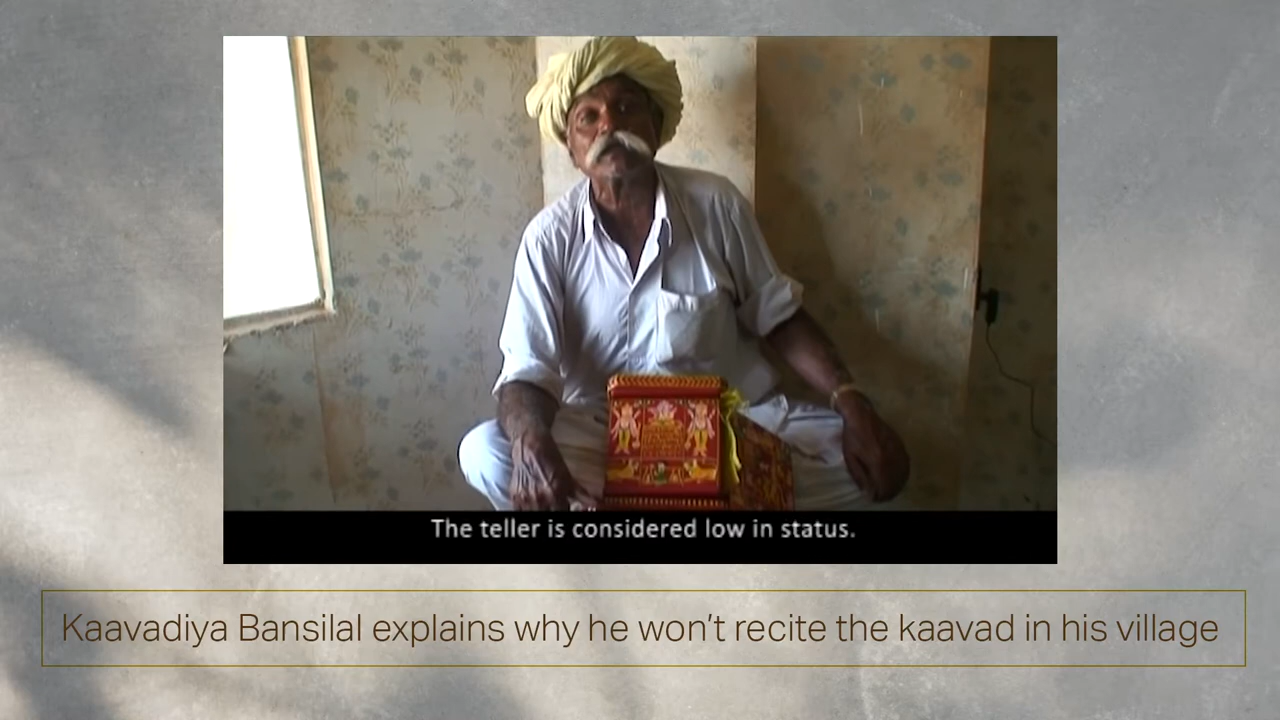 The teller is considered low in status.
Kaavadiya Bansilal explains why he won't recite the kaavad in his village